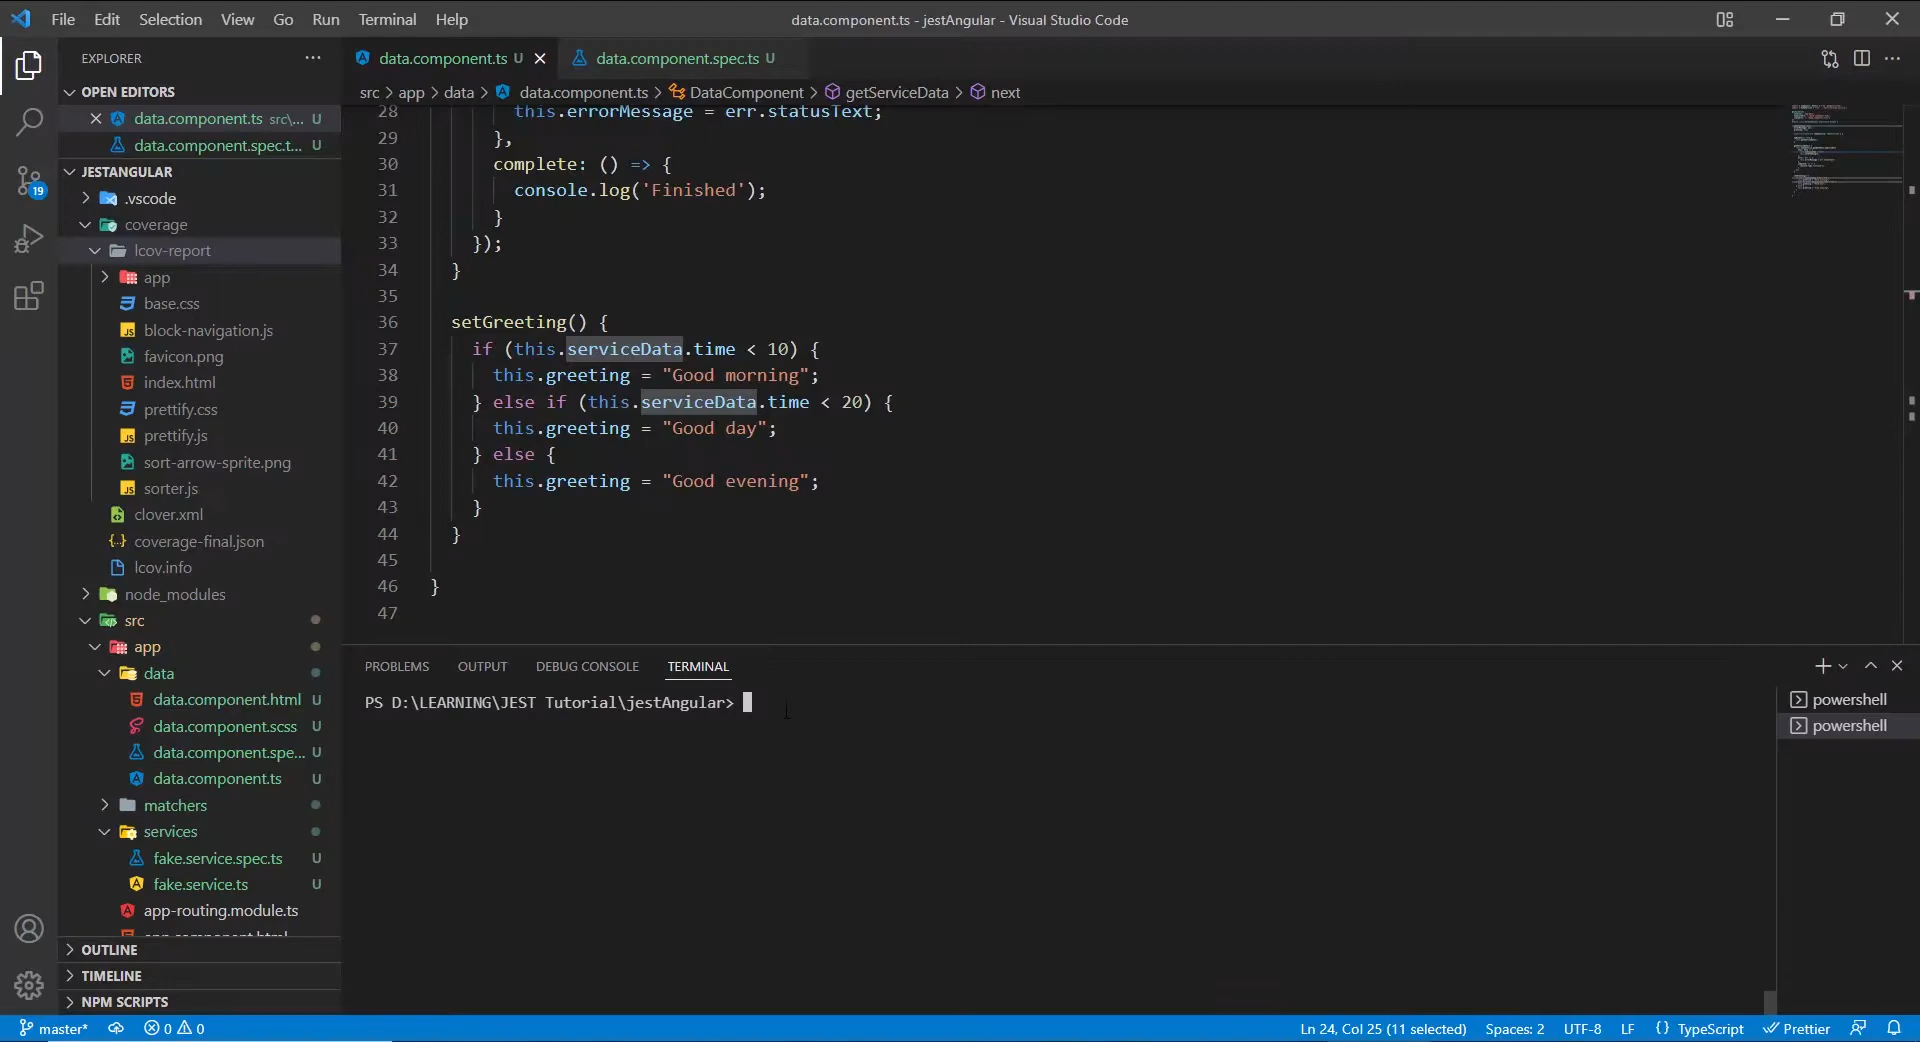 File Edit Selection View Go Run Terminal Help
data.component.ts - jestAngular - Visual Studio Code
EXPLORER
OPEN EDITORS
data.component.ts src\... U
data.component.spec.t... U
JESTANGULAR
.vscode
coverage
lcov-report
app
base.css
block-navigation.js
favicon.png
index.html
prettify.css
prettify.js
sort-arrow-sprite.png
sorter.js
clover.xml
coverage-final.json
lcov.info
node_modules
src
app
data
data.component.html U
data.component.scss U
data.component.spe... U
data.component.ts U
matchers
services
fake.service.spec.ts U
fake.service.ts U
app-routing.module.ts
app.component.html
OUTLINE
TIMELINE
NPM SCRIPTS
19
data.component.ts U
data.component.spec.ts U
src > app > data > data.component.ts > DataComponent > getServiceData > next
28 this.errorMessage = err.statusText;
29 },
30 complete: () => {
31 console.log('Finished');
32 }
33 });
34 }
35
36 setGreeting() {
37 if (this.serviceData.time < 10) {
38 this.greeting = "Good morning";
39 } else if (this.serviceData.time < 20) {
40 this.greeting = "Good day";
41 } else {
42 this.greeting = "Good evening";
43 }
44 }
45
46 }
47
PROBLEMS OUTPUT DEBUG CONSOLE TERMINAL
PS D:\LEARNING\JEST Tutorial\jestAngular>
powershell
powershell
master* 0 0
Ln 24, Col 25 (11 selected) Spaces: 2 UTF-8 LF {} TypeScript Prettier